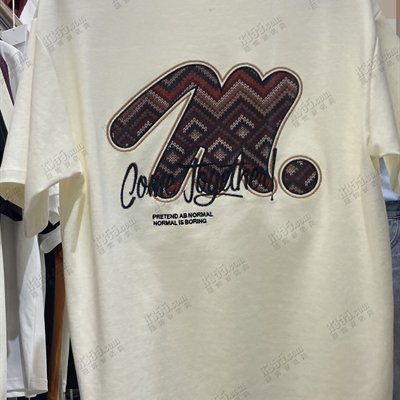 m.
Come together!
PRETEND AS NORMAL
NORMAL IS BORING